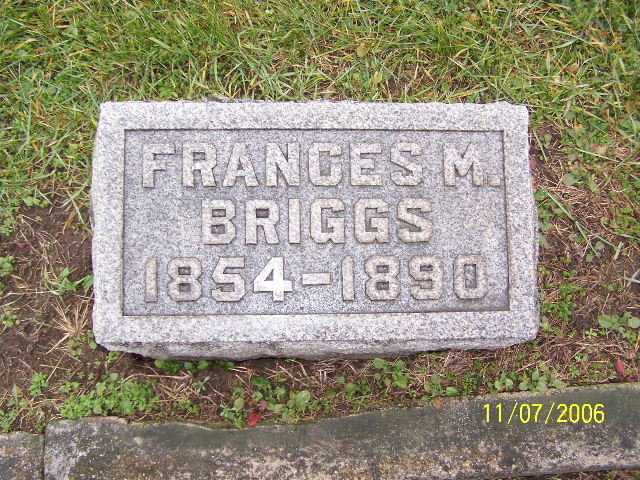 FRANCES M.
BRIGGS
1854-1890
11/07/2006